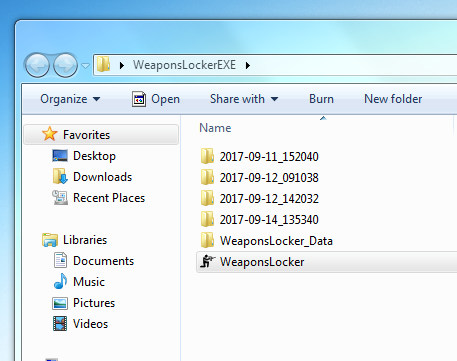 WeaponsLockerEXE
Organize Open Share with Burn New folder
Favorites
Desktop
Downloads
Recent Places
Libraries
Documents
Music
Pictures
Videos
Name
2017-09-11_152040
2017-09-12_091038
2017-09-12_142032
2017-09-14_135340
WeaponsLocker_Data
WeaponsLocker